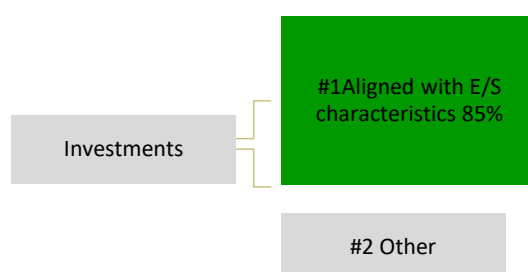 #1Aligned with E/S
characteristics 85%
Investments
#2 Other